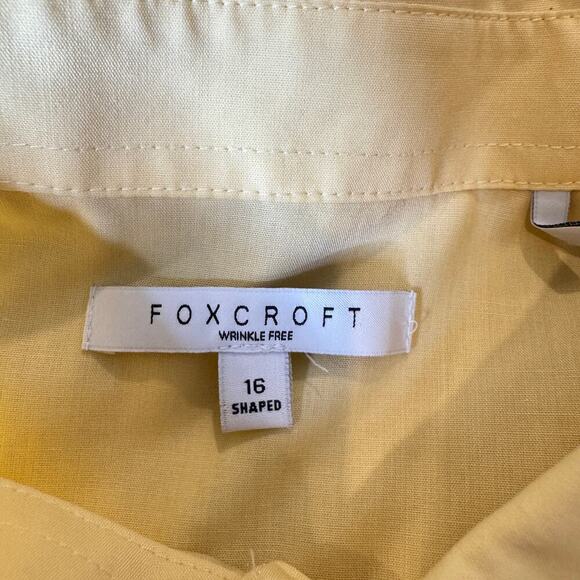 FOXCROFT
WRINKLE FREE
16
SHAPED